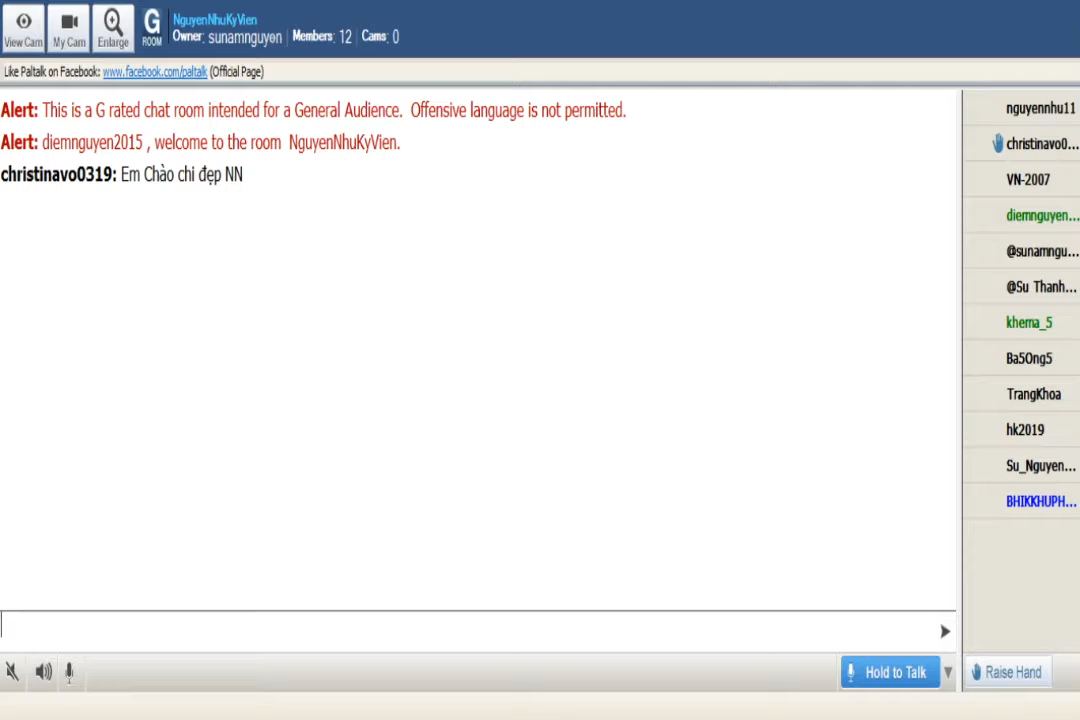 NguyenNhuKyVien
View Cam My Cam Enlarge G ROOM Owner: sunamnguyen Members: 12 Cams: 0
Like Paltalk on Facebook: www.facebook.com/paltalk (Official Page)
Alert: This is a G rated chat room intended for a General Audience. Offensive language is not permitted.
Alert: diemnguyen2015 , welcome to the room NguyenNhuKyVien.
christinavo0319: Em Chào chi đẹp NN
nguyennhu11
christinavo0...
VN-2007
diemnguyen...
@sunamngu...
@Su Thanh...
khema_5
Ba5Ong5
TrangKhoa
hk2019
Su_Nguyen...
BHIKKHUPH...
Hold to Talk
Raise Hand